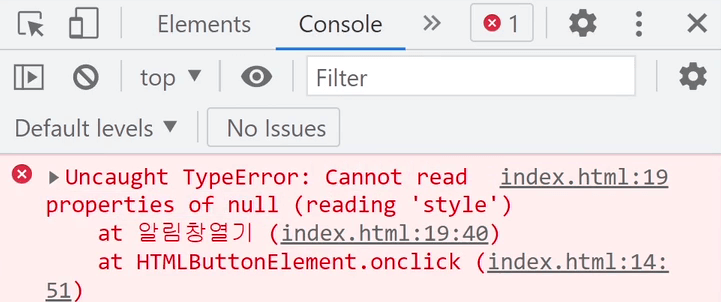 Elements Console 1
top Filter
Default levels No Issues
Uncaught TypeError: Cannot read index.html:19
properties of null (reading 'style')
at 알림창열기 (index.html:19:40)
at HTMLButtonElement.onclick (index.html:14:
51)